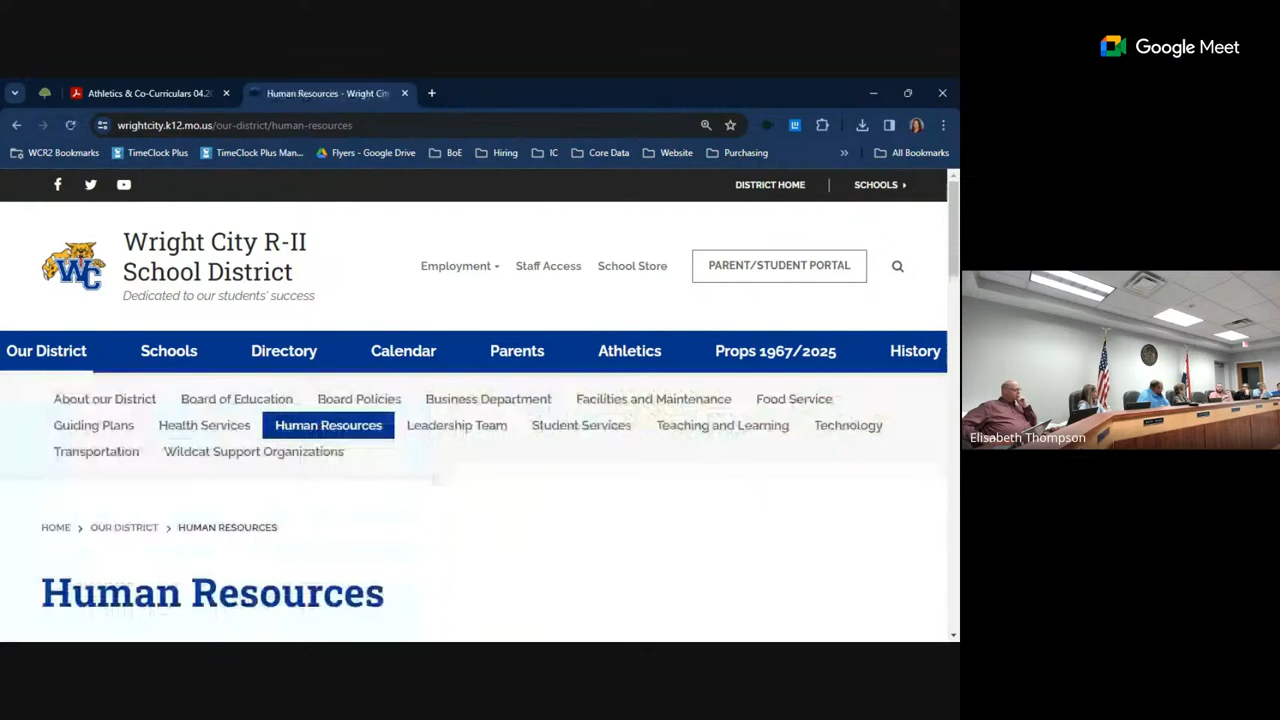 Google Meet
Athletics & Co-Curriculars 04.20
Human Resources - Wright Cit
wrightcity.k12.mo.us/our-district/human-resources
WCR2 Bookmarks TimeClock Plus TimeClock Plus Man... Flyers - Google Drive BoE Hiring IC Core Data Website Purchasing » All Bookmarks
DISTRICT HOME SCHOOLS
Wright City R-II
School District
Dedicated to our students' success
WC
Employment Staff Access School Store PARENT/STUDENT PORTAL
Our District Schools Directory Calendar Parents Athletics Props 1967/2025 History
About our District Board of Education Board Policies Business Department Facilities and Maintenance Food Service
Guiding Plans Health Services Human Resources Leadership Team Student Services Teaching and Learning Technology
Transportation Wildcat Support Organizations
HOME > OUR DISTRICT > HUMAN RESOURCES
Human Resources
Elisabeth Thompson